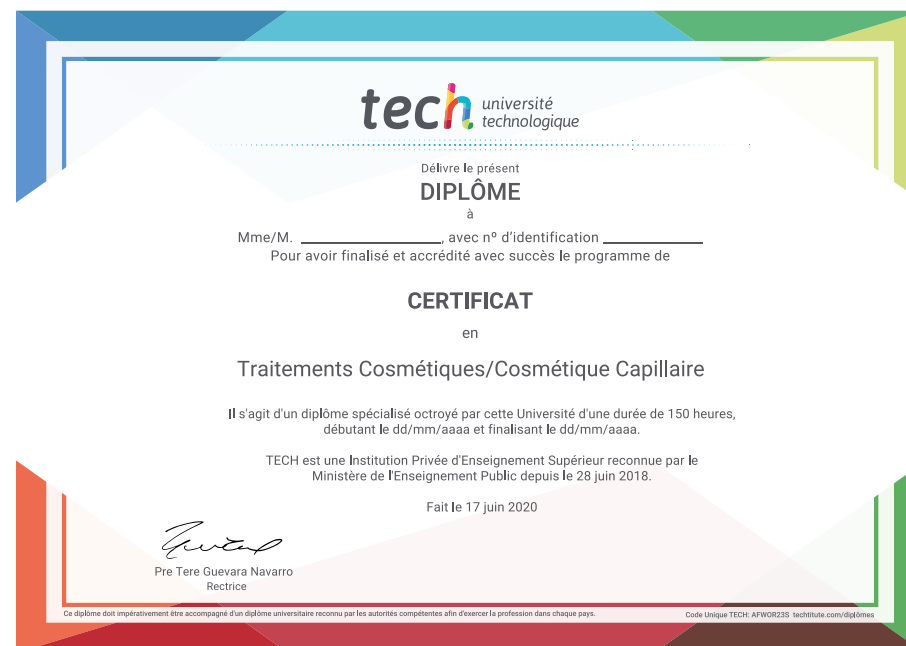 tech université
technologique
Délivre le présent
DIPLÔME
à
Mme/M. ____________________, avec nº d'identification ______________
Pour avoir finalisé et accrédité avec succès le programme de
CERTIFICAT
en
Traitements Cosmétiques/Cosmétique Capillaire
Il s'agit d'un diplôme spécialisé octroyé par cette Université d'une durée de 150 heures,
débutant le dd/mm/aaaa et finalisant le dd/mm/aaaa.
TECH est une Institution Privée d'Enseignement Supérieur reconnue par le
Ministère de l'Enseignement Public depuis le 28 juin 2018.
Fait le 17 juin 2020
Pre Tere Guevara Navarro
Rectrice
Ce diplôme doit impérativement être accompagné d'un diplôme universitaire reconnu par les autorités compétentes afin d'exercer la profession dans chaque pays.
Code Unique TECH: AFWOR23S techtitute.com/diplômes